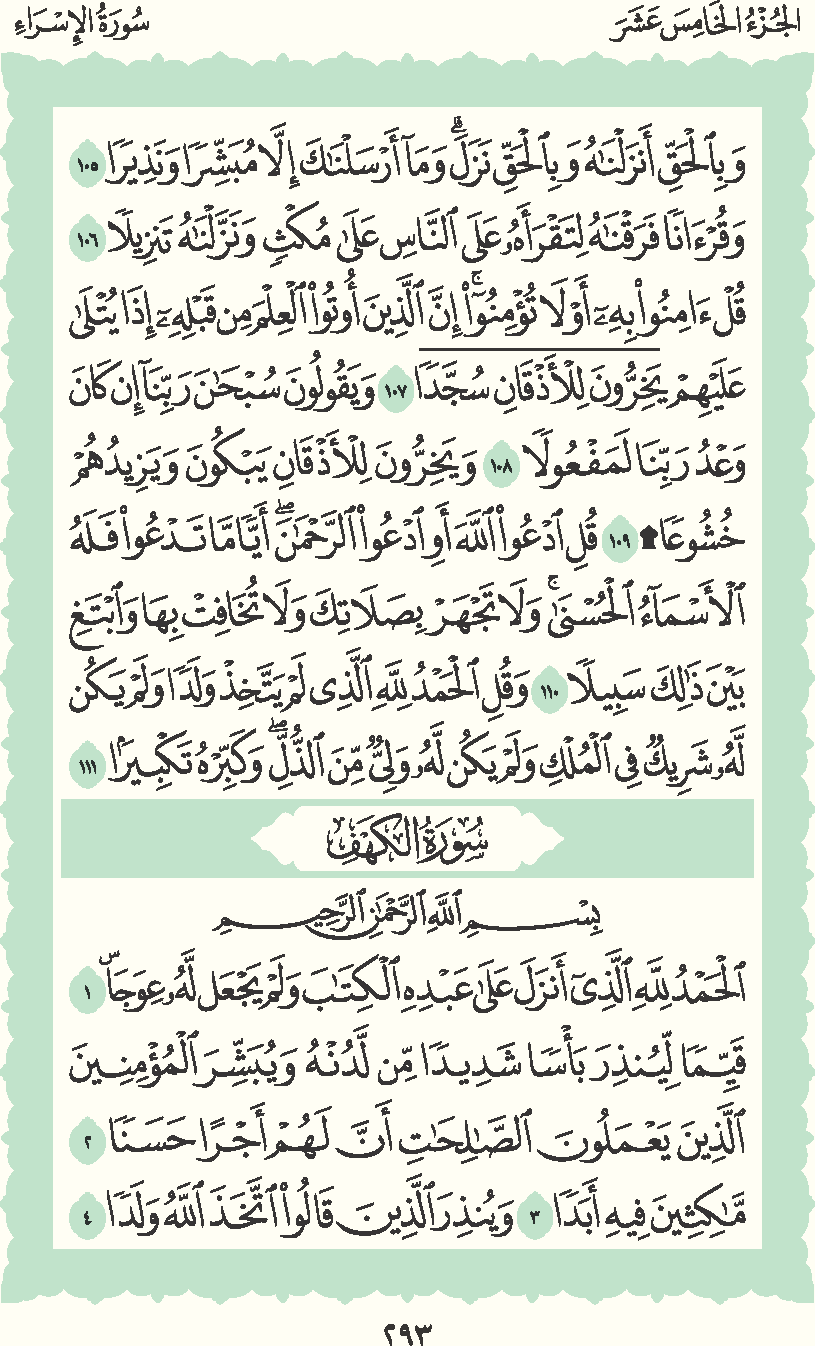 الجُزْءُ الخَامِسَ عَشَرَ
سُورَةُ الإِسْرَاءِ
وَبِٱلْحَقِّ أَنزَلْنَٰهُ وَبِٱلْحَقِّ نَزَلَۗ وَمَآ أَرْسَلْنَٰكَ إِلَّا مُبَشِّرًا وَنَذِيرًا ١٠٥
وَقُرْءَانًا فَرَقْنَٰهُ لِتَقْرَأَهُۥ عَلَى ٱلنَّاسِ عَلَىٰ مُكْثٍ وَنَزَّلْنَٰهُ تَنزِيلًا ١٠٦
قُلْ ءَامِنُوا۟ بِهِۦٓ أَوْ لَا تُؤْمِنُوٓا۟ۚ إِنَّ ٱلَّذِينَ أُوتُوا۟ ٱلْعِلْمَ مِن قَبْلِهِۦٓ إِذَا يُتْلَىٰ
عَلَيْهِمْ يَخِرُّونَ لِلْأَذْقَانِ سُجَّدًا ١٠٧ وَيَقُولُونَ سُبْحَٰنَ رَبِّنَآ إِن كَانَ
وَعْدُ رَبِّنَا لَمَفْعُولًا ١٠٨ وَيَخِرُّونَ لِلْأَذْقَانِ يَبْكُونَ وَيَزِيدُهُمْ
خُشُوعًا۩ ١٠٩ قُلِ ٱدْعُوا۟ ٱللَّهَ أَوِ ٱدْعُوا۟ ٱلرَّحْمَٰنَۖ أَيًّا مَّا تَدْعُوا۟ فَلَهُ
ٱلْأَسْمَآءُ ٱلْحُسْنَىٰۚ وَلَا تَجْهَرْ بِصَلَاتِكَ وَلَا تُخَافِتْ بِهَا وَٱبْتَغِ
بَيْنَ ذَٰلِكَ سَبِيلًا ١١٠ وَقُلِ ٱلْحَمْدُ لِلَّهِ ٱلَّذِى لَمْ يَتَّخِذْ وَلَدًا وَلَمْ يَكُن
لَّهُۥ شَرِيكٌ فِى ٱلْمُلْكِ وَلَمْ يَكُن لَّهُۥ وَلِىٌّ مِّنَ ٱلذُّلِّۖ وَكَبِّرْهُ تَكْبِيرًۢا ١١١
سُورَةُ الكَهْفِ
بِسْمِ ٱللَّهِ ٱلرَّحْمَٰنِ ٱلرَّحِيمِ
ٱلْحَمْدُ لِلَّهِ ٱلَّذِىٓ أَنزَلَ عَلَىٰ عَبْدِهِ ٱلْكِتَٰبَ وَلَمْ يَجْعَل لَّهُۥ عِوَجَاۜ ١
قَيِّمًا لِّيُنذِرَ بَأْسًا شَدِيدًا مِّن لَّدُنْهُ وَيُبَشِّرَ ٱلْمُؤْمِنِينَ
ٱلَّذِينَ يَعْمَلُونَ ٱلصَّٰلِحَٰتِ أَنَّ لَهُمْ أَجْرًا حَسَنًا ٢
مَّٰكِثِينَ فِيهِ أَبَدًا ٣ وَيُنذِرَ ٱلَّذِينَ قَالُوا۟ ٱتَّخَذَ ٱللَّهُ وَلَدًا ٤
٢٩٣